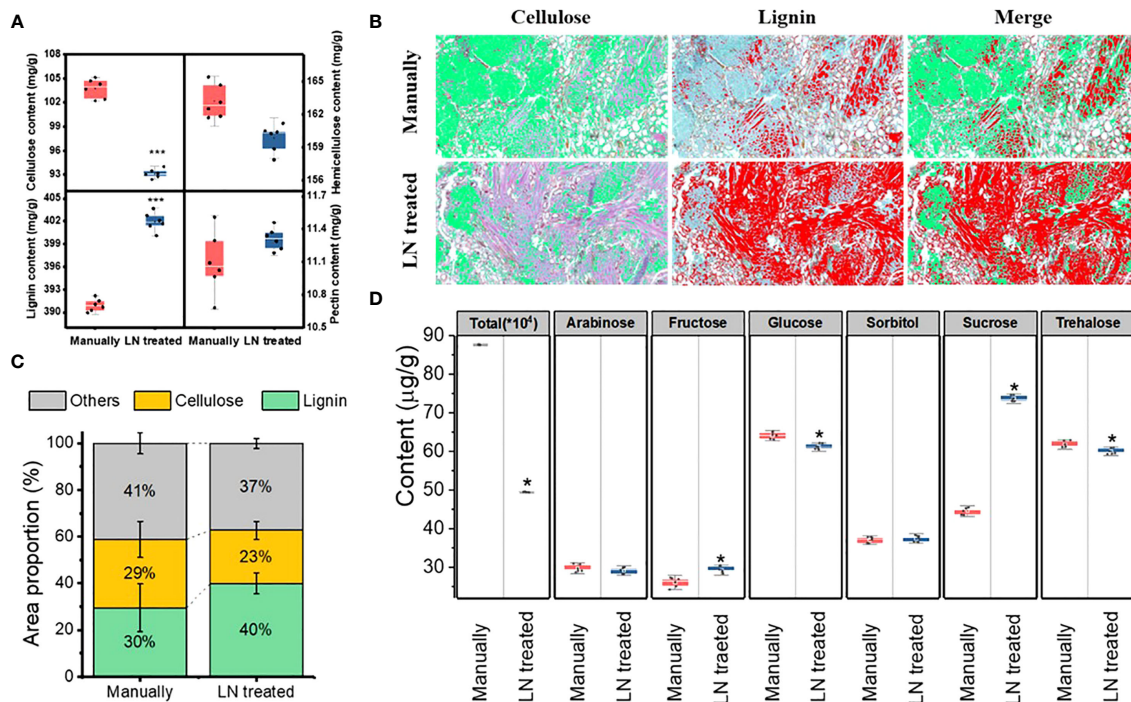 A
Cellulose content (mg/g)
108
105
102
99
96
93
***
Hemicellulose content (mg/g)
165
162
159
156
Lignin content (mg/g)
405
402
399
396
393
390
***
Pectin content (mg/g)
11.7
11.4
11.1
10.8
10.5
Manually LN treated Manually LN treated
B
Cellulose Lignin Merge
Manually
LN treated
C
Others Cellulose Lignin
Area proportion (%)
100
80
60
40
20
0
41% 37%
29% 23%
30% 40%
Manually LN treated
D
Total(*10⁴) Arabinose Fructose Glucose Sorbitol Sucrose Trehalose
Content (μg/g)
90
70
50
30
* * * * *
Manually LN treated Manually LN treated Manually LN treated Manually LN treated Manually LN treated Manually LN treated Manually LN treated